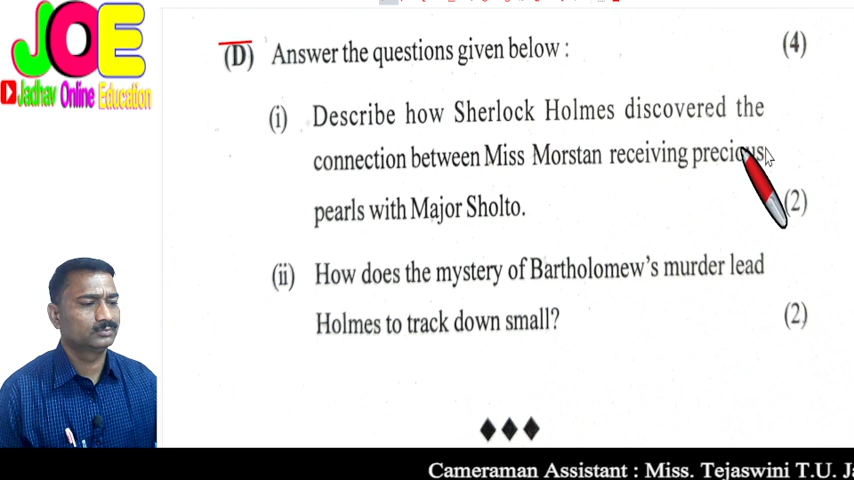 JOE
Jadhav Online Education
(D) Answer the questions given below : (4)
(i) Describe how Sherlock Holmes discovered the
connection between Miss Morstan receiving precious
pearls with Major Sholto. (2)
(ii) How does the mystery of Bartholomew's murder lead
Holmes to track down small? (2)
Cameraman Assistant : Miss. Tejaswini T.U. Ja